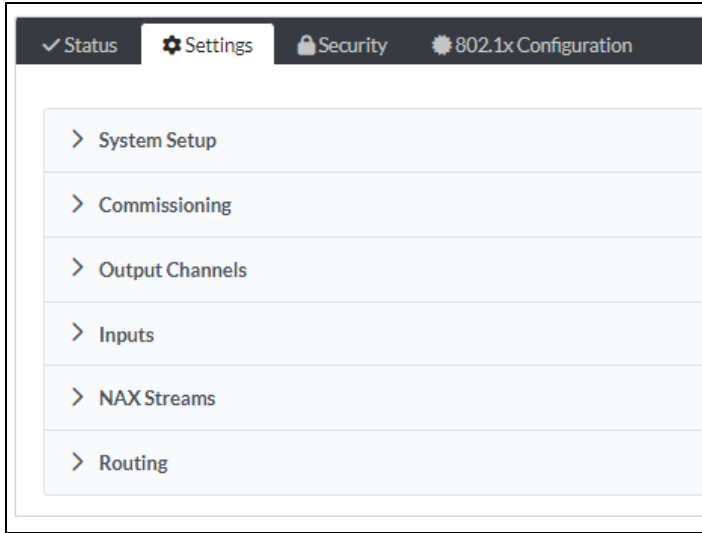 Status Settings Security 802.1x Configuration
System Setup
Commissioning
Output Channels
Inputs
NAX Streams
Routing